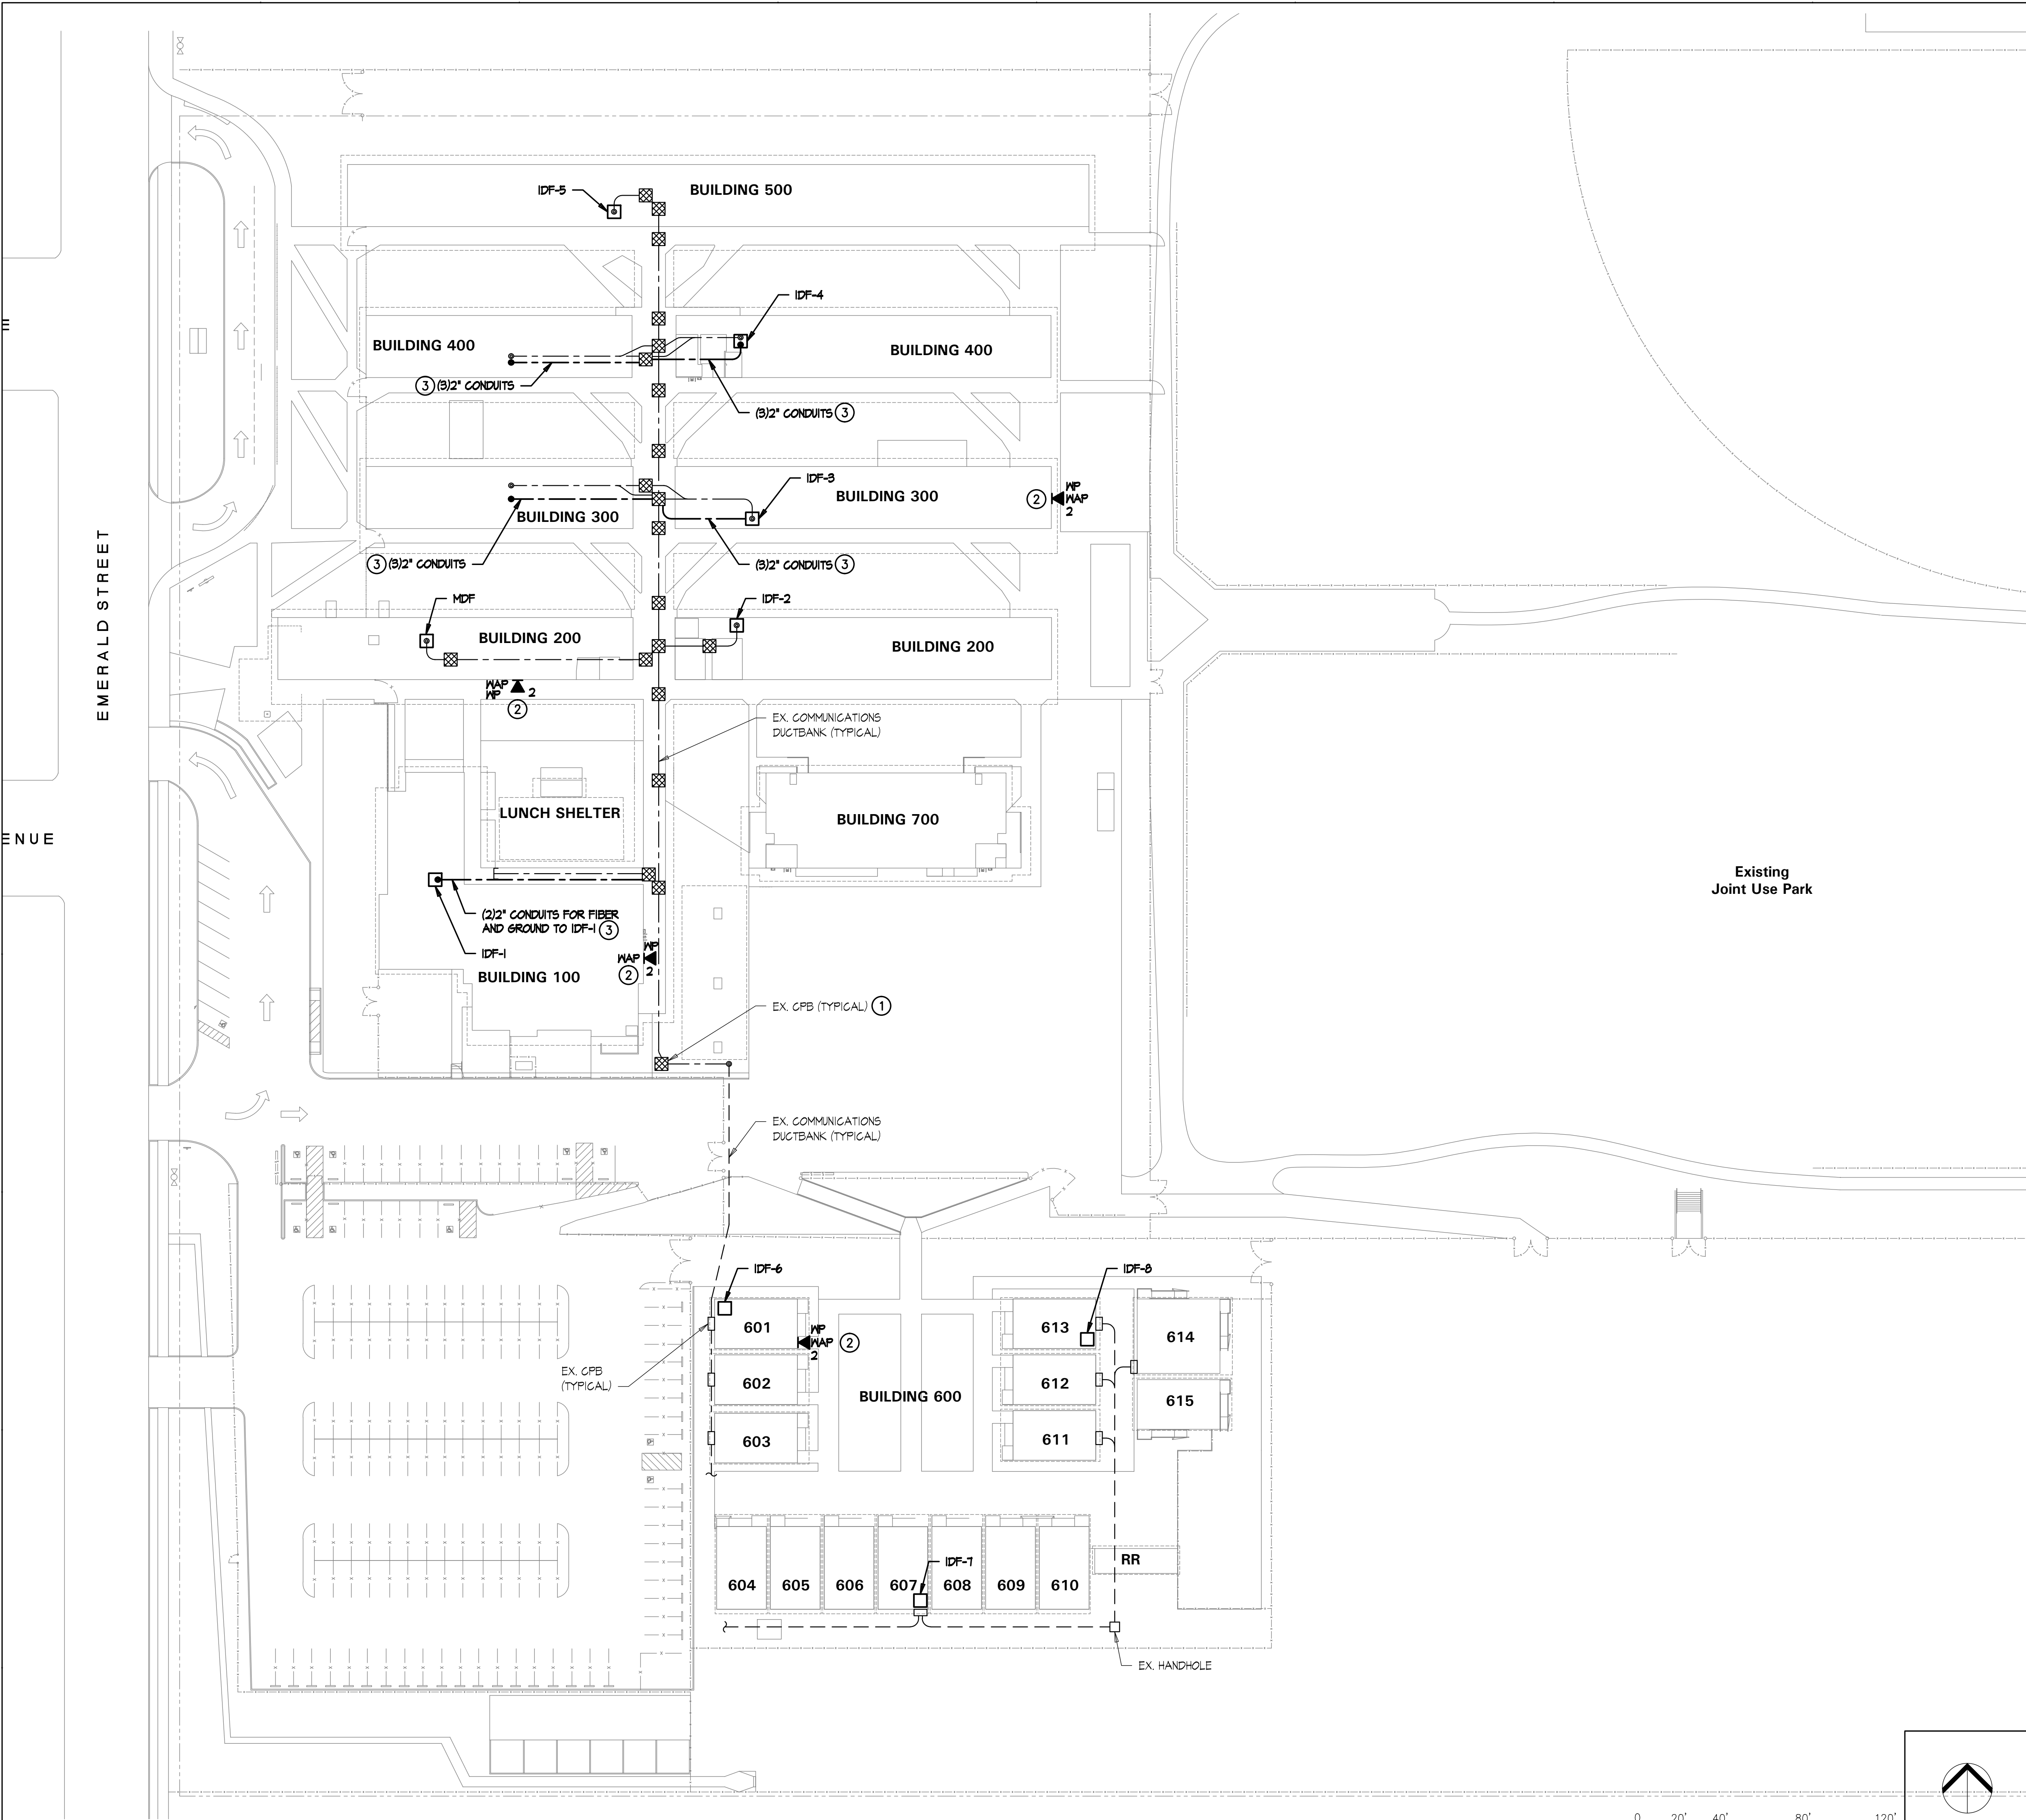 IDF-5
BUILDING 500
IDF-4
BUILDING 400
BUILDING 400
③ (3)2" CONDUITS
(3)2" CONDUITS ③
IDF-3
BUILDING 300
WP
② WAP
2
BUILDING 300
③ (3)2" CONDUITS
(3)2" CONDUITS ③
EMERALD STREET
MDF
IDF-2
BUILDING 200
BUILDING 200
WAP
WP 2
②
EX. COMMUNICATIONS
DUCTBANK (TYPICAL)
LUNCH SHELTER
BUILDING 700
ENUE
Existing
Joint Use Park
(2)2" CONDUITS FOR FIBER
AND GROUND TO IDF-1 ③
IDF-1
WP
WAP
② 2
BUILDING 100
EX. CPB (TYPICAL) ①
EX. COMMUNICATIONS
DUCTBANK (TYPICAL)
IDF-6
IDF-8
601
WP
WAP ②
2
613
614
EX. CPB
(TYPICAL)
602
BUILDING 600
612
615
603
611
IDF-7
RR
604
605
606
607
608
609
610
EX. HANDHOLE
0 20' 40' 80' 120'